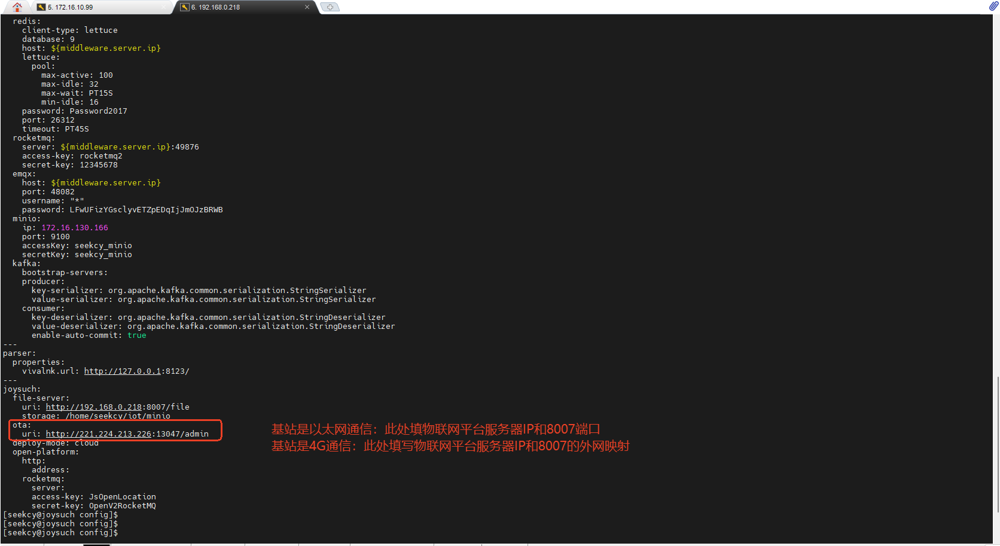 5. 172.16.10.99
6. 192.168.0.218
redis:
client-type: lettuce
database: 9
host: ${middleware.server.ip}
lettuce:
pool:
max-active: 100
max-idle: 32
max-wait: PT15S
min-idle: 16
password: Password2017
port: 26312
timeout: PT45S
rocketmq:
server: ${middleware.server.ip}:49876
access-key: rocketmq2
secret-key: 12345678
emqx:
host: ${middleware.server.ip}
port: 48082
username: "*"
password: LFwUFizYGsclyvETZpEDqIjJmOJzBRWB
minio:
ip: 172.16.130.166
port: 9100
accessKey: seekcy_minio
secretKey: seekcy_minio
kafka:
bootstrap-servers:
producer:
key-serializer: org.apache.kafka.common.serialization.StringSerializer
value-serializer: org.apache.kafka.common.serialization.StringSerializer
consumer:
key-deserializer: org.apache.kafka.common.serialization.StringDeserializer
value-deserializer: org.apache.kafka.common.serialization.StringDeserializer
enable-auto-commit: true
---
parser:
properties:
vivalnk.url: http://127.0.0.1:8123/
---
joysuch:
file-server:
uri: http://192.168.0.218:8007/file
storage: /home/seekcy/iot/minio
ota:
uri: http://221.224.213.226:13047/admin
基站是以太网通信：此处填物联网平台服务器IP和8007端口
deploy-mode: cloud
基站是4G通信：此处填写物联网平台服务器IP和8007的外网映射
open-platform:
http:
address:
rocketmq:
server:
access-key: JsOpenLocation
secret-key: OpenV2RocketMQ
[seekcy@joysuch config]$
[seekcy@joysuch config]$
[seekcy@joysuch config]$